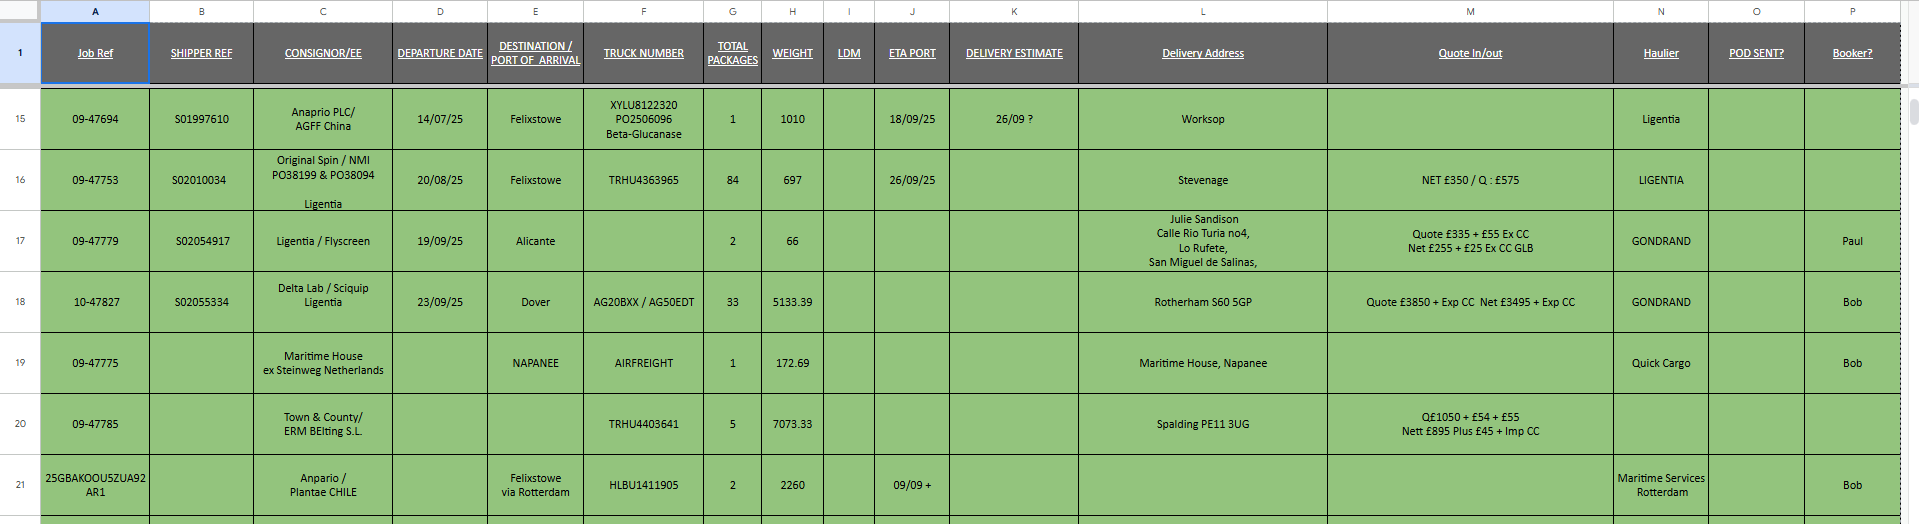 A B C D E F G H I J K L M N O P
1 Job Ref SHIPPER REF CONSIGNOR/EE DEPARTURE DATE DESTINATION / PORT OF ARRIVAL TRUCK NUMBER TOTAL PACKAGES WEIGHT LDM ETA PORT DELIVERY ESTIMATE Delivery Address Quote In/out Haulier POD SENT? Booker?
15 09-47694 S01997610 Anaprio PLC/ AGFF China 14/07/25 Felixstowe XYLU8122320 PO2506096 Beta-Glucanase 1 1010 18/09/25 26/09 ? Worksop Ligentia
16 09-47753 S02010034 Original Spin / NMI PO38199 & PO38094 Ligentia 20/08/25 Felixstowe TRHU4363965 84 697 26/09/25 Stevenage NET £350 / Q : £575 LIGENTIA
17 09-47779 S02054917 Ligentia / Flyscreen 19/09/25 Alicante 2 66 Julie Sandison Calle Rio Turia no4, Lo Rufete, San Miguel de Salinas, Quote £335 + £55 Ex CC Net £255 + £25 Ex CC GLB GONDRAND Paul
18 10-47827 S02055334 Delta Lab / Sciquip Ligentia 23/09/25 Dover AG20BXX / AG50EDT 33 5133.39 Rotherham S60 5GP Quote £3850 + Exp CC Net £3495 + Exp CC GONDRAND Bob
19 09-47775 Maritime House ex Steinweg Netherlands NAPANEE AIRFREIGHT 1 172.69 Maritime House, Napanee Quick Cargo Bob
20 09-47785 Town & County/ ERM BElting S.L. TRHU4403641 5 7073.33 Spalding PE11 3UG Q£1050 + £54 + £55 Nett £895 Plus £45 + Imp CC
21 25GBAKOOU5ZUA92 AR1 Anpario / Plantae CHILE Felixstowe via Rotterdam HLBU1411905 2 2260 09/09 + Maritime Services Rotterdam Bob